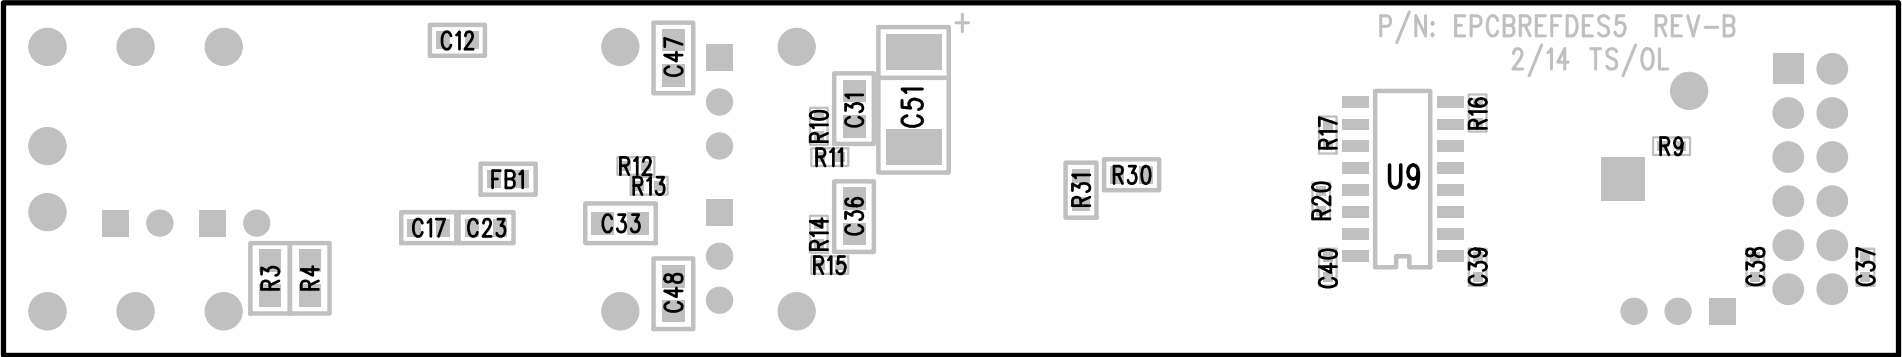 +
P/N: EPCBREFDES5 REV-B
2/14 TS/OL
C12
C47
C31
C51
R10
R11
R12
R13
FB1
C17
C23
C33
R3
R4
C48
C36
R14
R15
R31
R30
R17
R16
U9
R20
C40
C39
R9
C38
C37